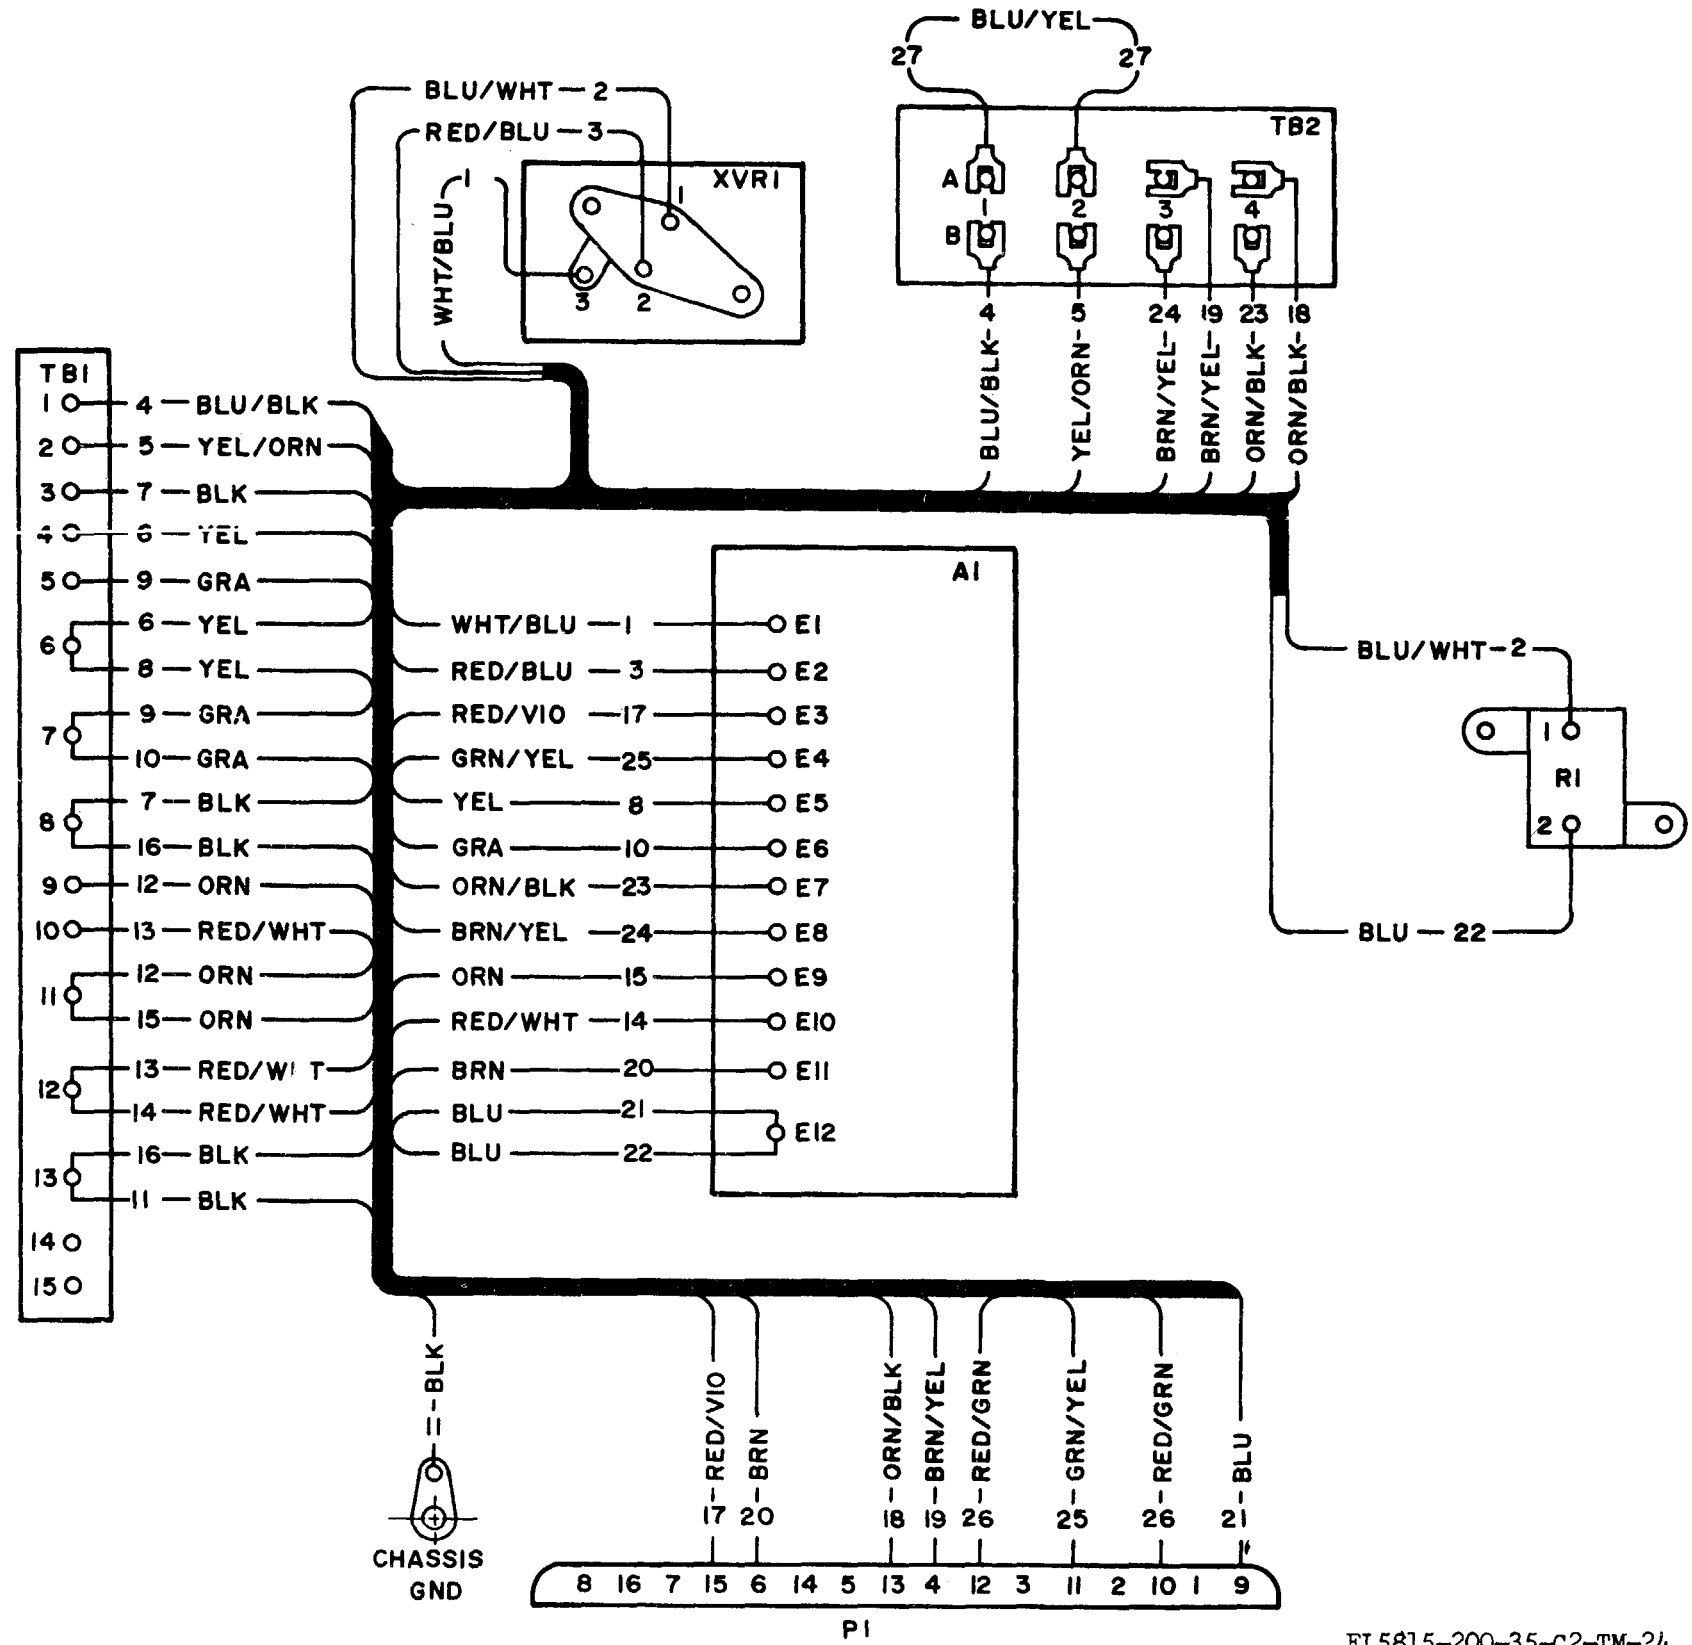 BLU/YEL
27 27
BLU/WHT 2
RED/BLU 3
WHT/BLU 1
XVR1
1
3 2
TB2
A
1 2 3 4
B
4 5 24 19 23 18
BLU/BLK YEL/ORN BRN/YEL BRN/YEL ORN/BLK ORN/BLK
TB1
1 4 BLU/BLK
2 5 YEL/ORN
3 7 BLK
4 6 YEL
5 9 GRA
6 YEL
6
8 YEL
9 GRA
7
10 GRA
7 BLK
8
16 BLK
9 12 ORN
10 13 RED/WHT
12 ORN
11
15 ORN
13 RED/W T
12
14 RED/WHT
16 BLK
13
11 BLK
14
15
A1
WHT/BLU 1 E1
RED/BLU 3 E2
RED/VIO 17 E3
GRN/YEL 25 E4
YEL 8 E5
GRA 10 E6
ORN/BLK 23 E7
BRN/YEL 24 E8
ORN 15 E9
RED/WHT 14 E10
BRN 20 E11
BLU 21
E12
BLU 22
BLU/WHT 2
1
R1
2
BLU 22
11 BLK
CHASSIS
GND
RED/VIO BRN ORN/BLK BRN/YEL RED/GRN GRN/YEL RED/GRN BLU
17 20 18 19 26 25 26 21
8 16 7 15 6 14 5 13 4 12 3 11 2 10 1 9
P1
EL5815-200-35-C2-TM-24